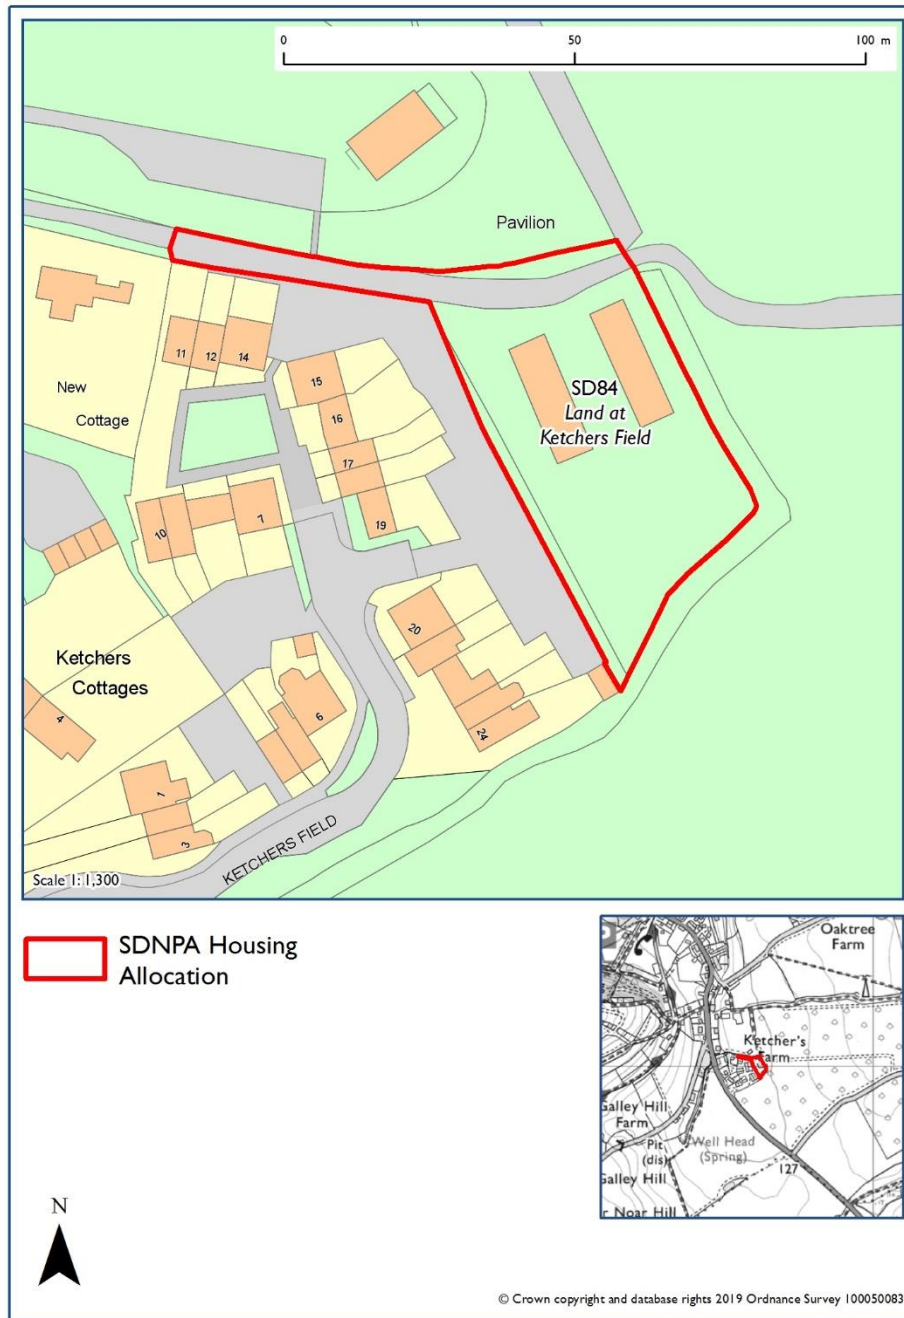 0 50 100 m
Pavilion
11 12 14
New
Cottage
15
16
17
19
SD84
Land at
Ketchers Field
10
7
20
Ketchers
Cottages
6
4
24
1
3
KETCHERS FIELD
Scale 1: 1,300
SDNPA Housing
Allocation
Oaktree
Farm
Ketcher's
Farm
Galley Hill
Farm
Pit
(dis)
Well Head
(Spring)
127
Galley Hill
r Noar Hill
N
© Crown copyright and database rights 2019 Ordnance Survey 100050083